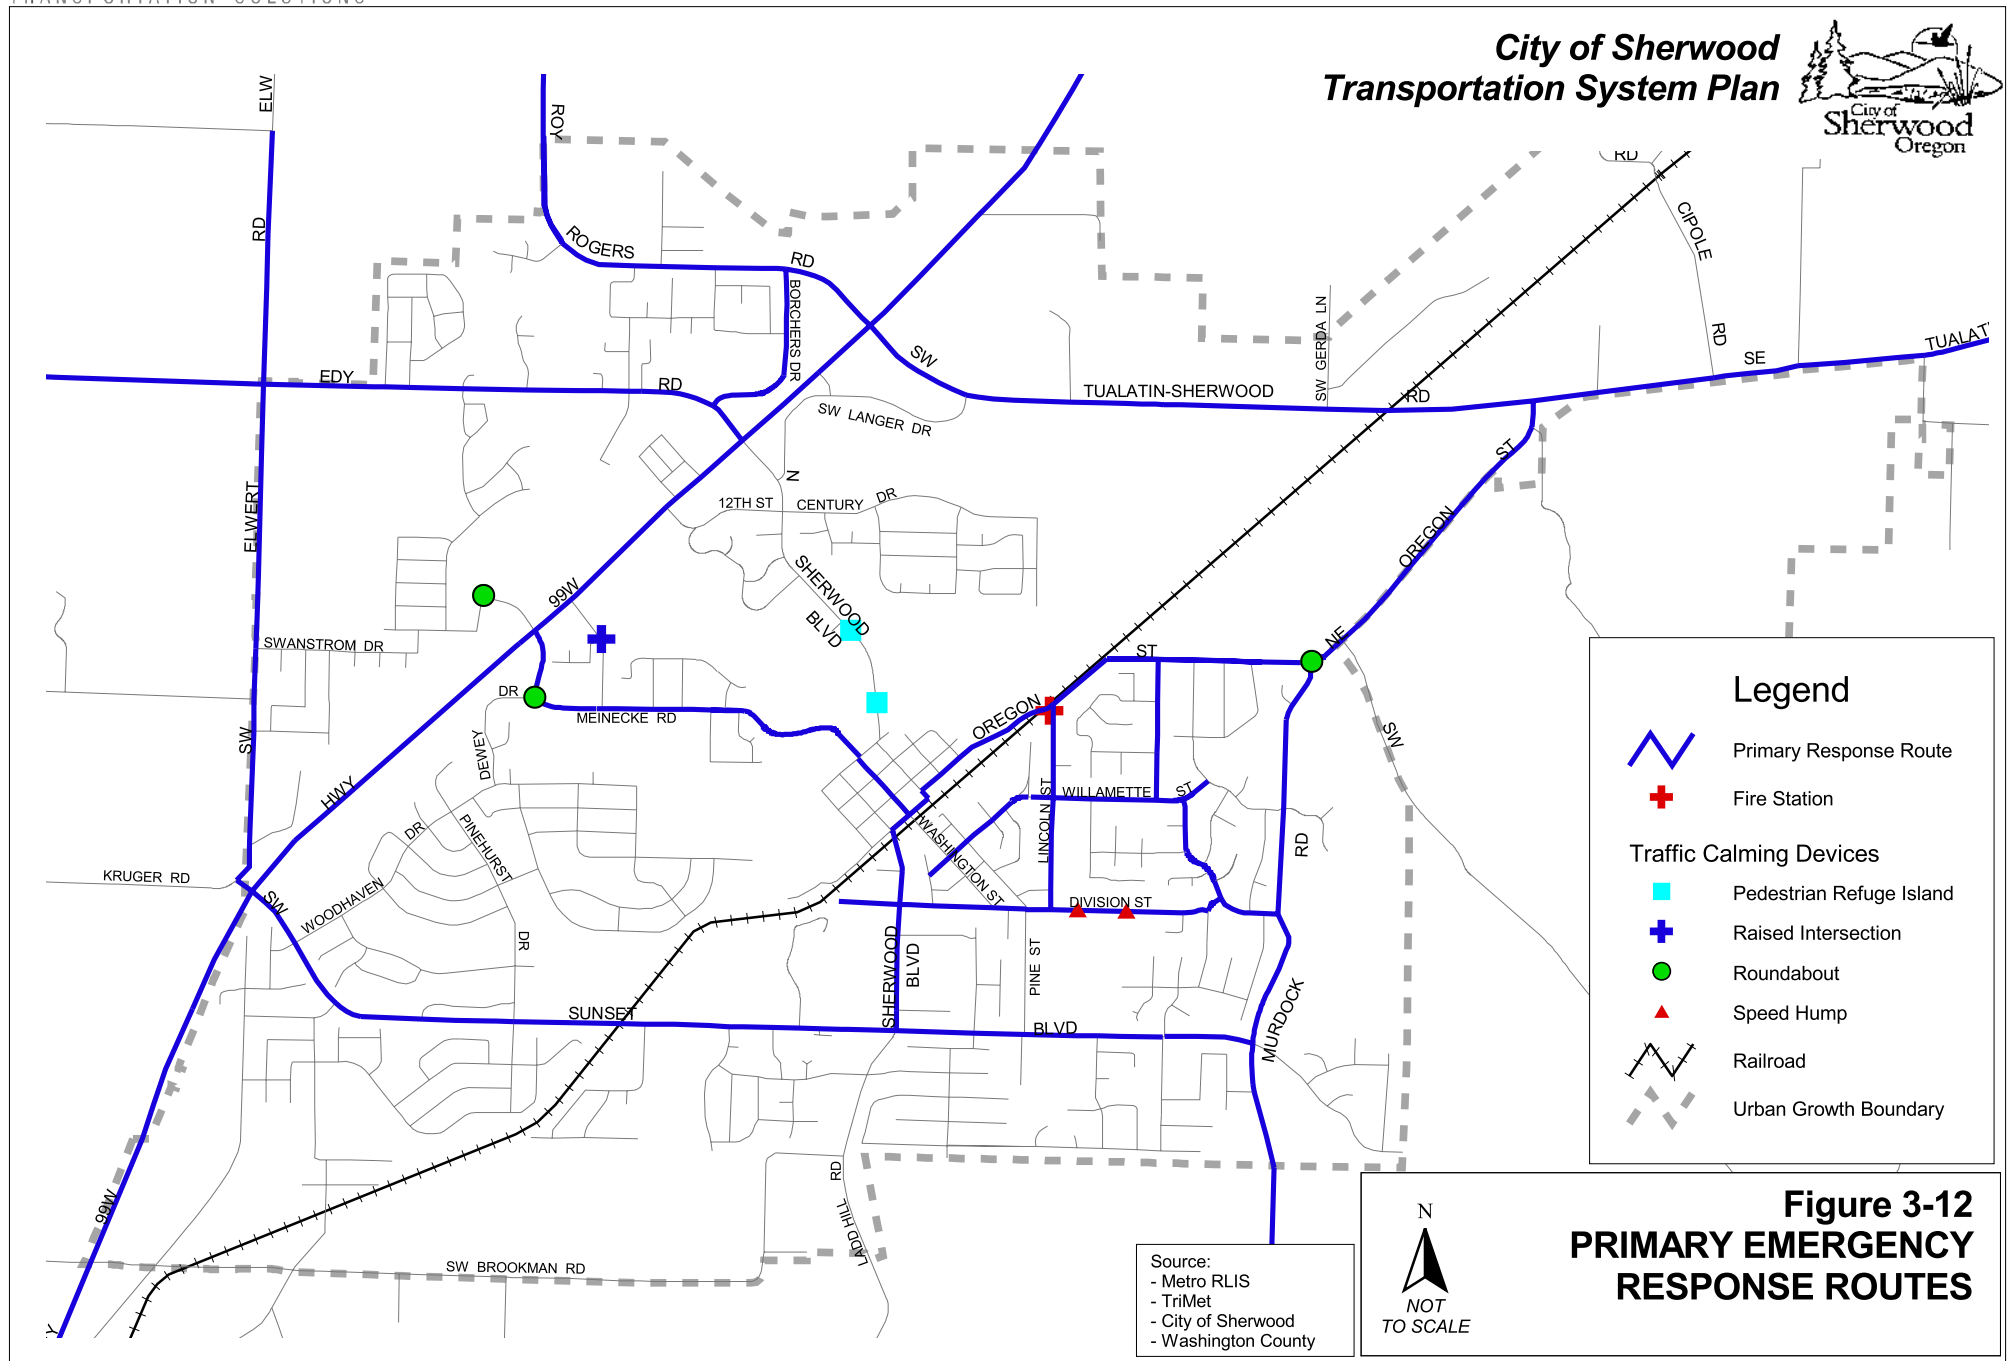 TRANSPORTATION SOLUTIONS
City of Sherwood
Transportation System Plan
City of
Sherwood
Oregon
ELW
RD
ROY
ROGERS
RD
BORCHERS DR
RD
CIPOLE
RD
SW GERDA LN
SW
TUALATIN-SHERWOOD
RD
SE
EDY
RD
SW LANGER DR
N
12TH ST
CENTURY
DR
ST
OREGON
ELWERT
SHERWOOD
BLVD
99W
NE
SWANSTROM DR
ST
DR
MEINECKE RD
OREGON
SW
SW
DEWEY
HWY
WILLAMETTE
ST
LINCOLN ST
WASHINGTON ST
DR
PINEHURST
RD
KRUGER RD
SW
WOODHAVEN
DIVISION ST
DR
SHERWOOD
BLVD
PINE ST
MURDOCK
SUNSET
BLVD
RD
LADD HILL
99W
SW BROOKMAN RD
Y
Legend
Primary Response Route
Fire Station
Traffic Calming Devices
Pedestrian Refuge Island
Raised Intersection
Roundabout
Speed Hump
Railroad
Urban Growth Boundary
Source:
- Metro RLIS
- TriMet
- City of Sherwood
- Washington County
N
NOT
TO SCALE
Figure 3-12
PRIMARY EMERGENCY
RESPONSE ROUTES